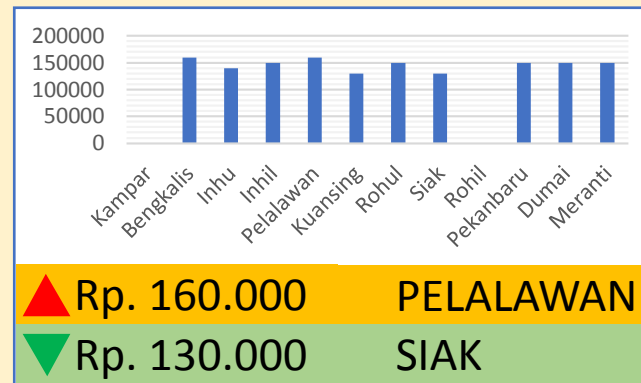 200000
150000
100000
50000
0
Kampar
Bengkalis
Inhu
Inhil
Pelalawan
Kuansing
Rohul
Siak
Rohil
Pekanbaru
Dumai
Meranti
Rp. 160.000 PELALAWAN
Rp. 130.000 SIAK